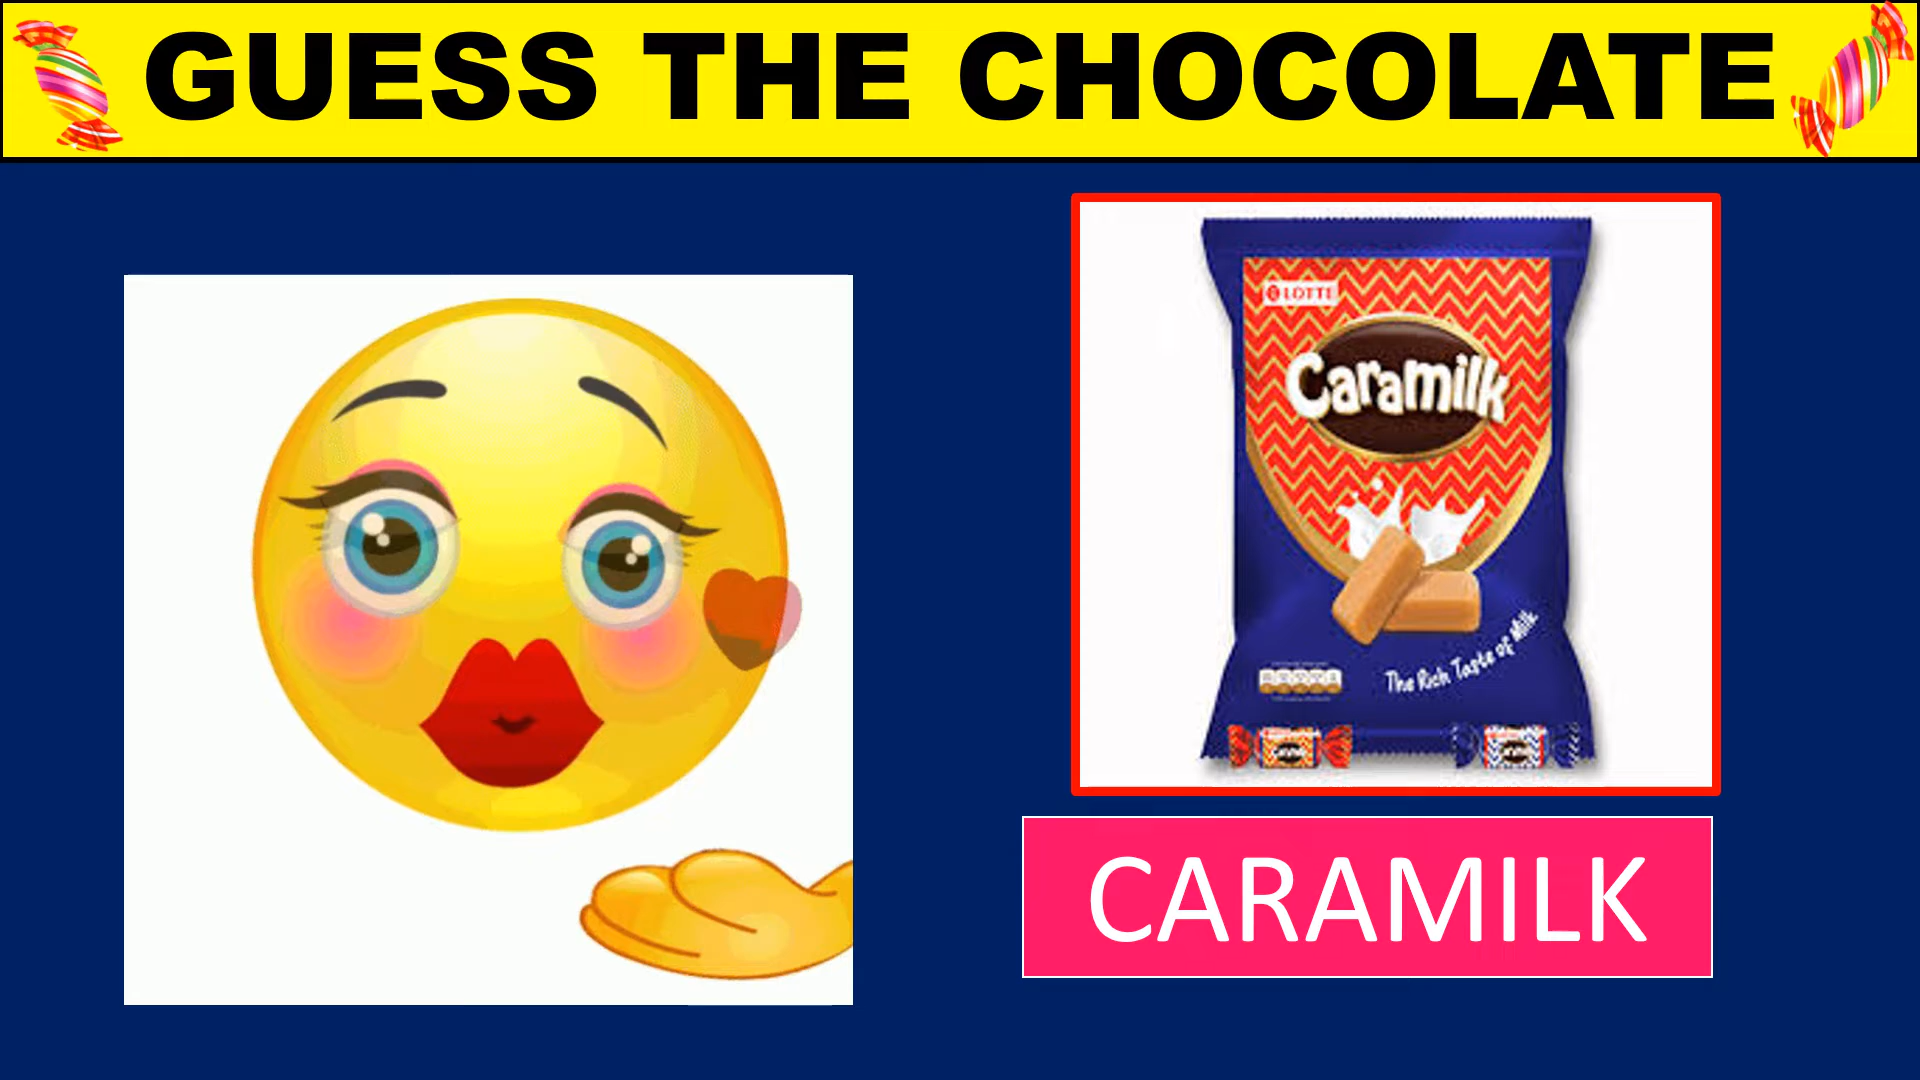 GUESS THE CHOCOLATE
LOTTE
Caramilk
The Rich Taste of Milk
CARAMILK